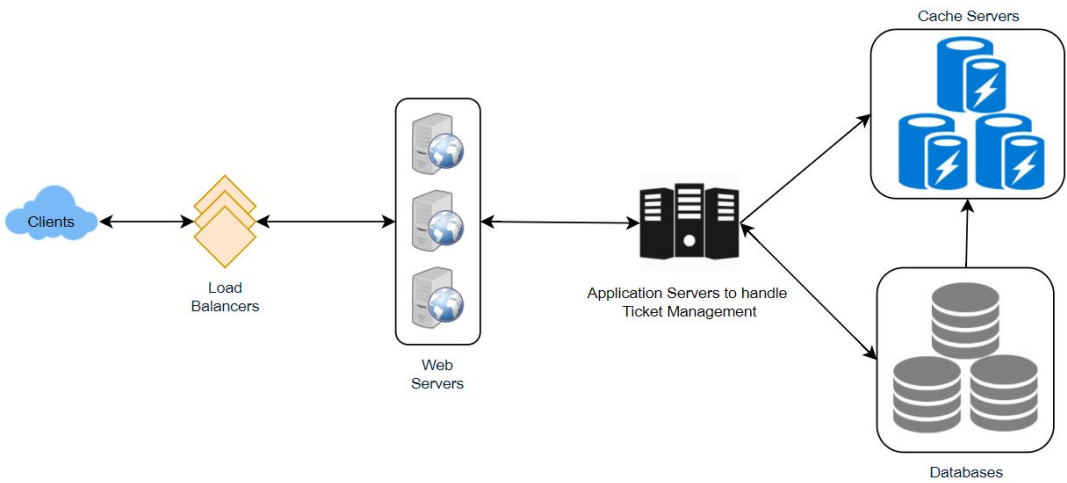 Cache Servers
Clients
Load
Balancers
Web
Servers
Application Servers to handle
Ticket Management
Databases